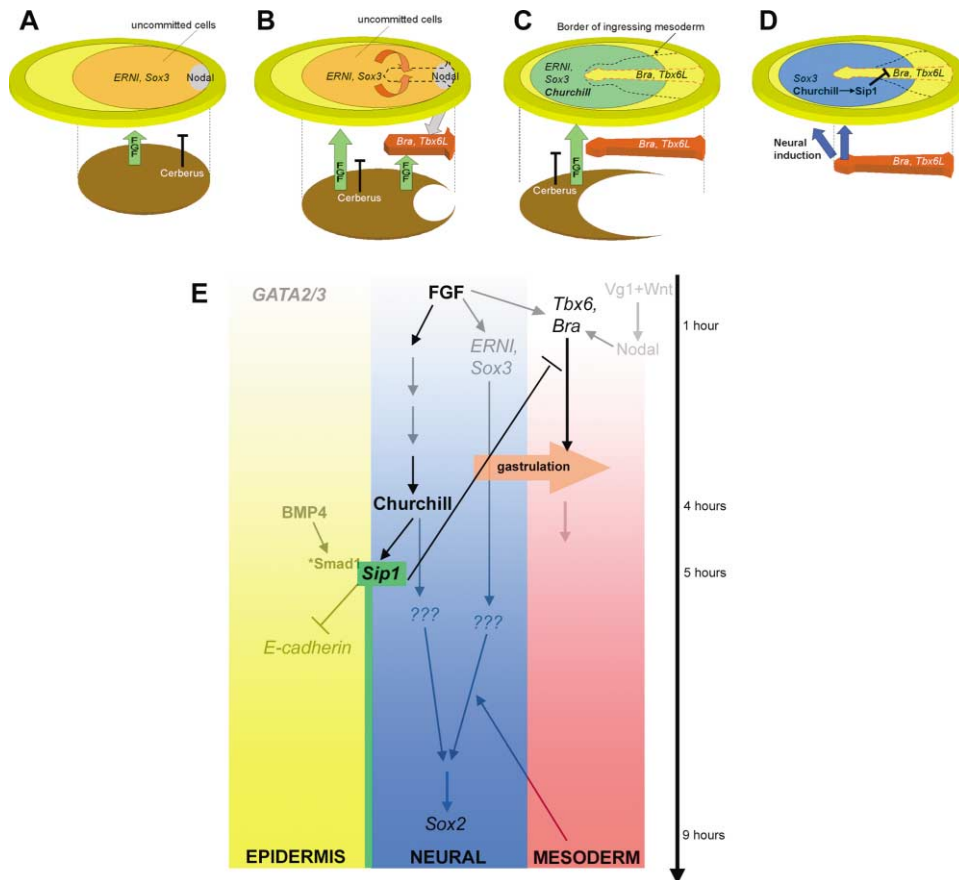 A
uncommitted cells
ERNI, Sox3
Nodal
FGF
Cerberus
B
uncommitted cells
ERNI, Sox3
Nodal
Bra, Tbx6L
FGF
FGF
Cerberus
C
Border of ingressing mesoderm
ERNI,
Sox3
Churchill
Bra, Tbx6L
Bra, Tbx6L
FGF
Cerberus
D
Sox3
Bra, Tbx6L
Churchill→Sip1
Neural
induction
Bra, Tbx6L
E
GATA2/3
FGF
Tbx6,
Bra
Vg1+Wnt
1 hour
ERNI,
Sox3
Nodal
gastrulation
Churchill
4 hours
BMP4
*Smad1
Sip1
5 hours
???
???
E-cadherin
Sox2
9 hours
EPIDERMIS
NEURAL
MESODERM